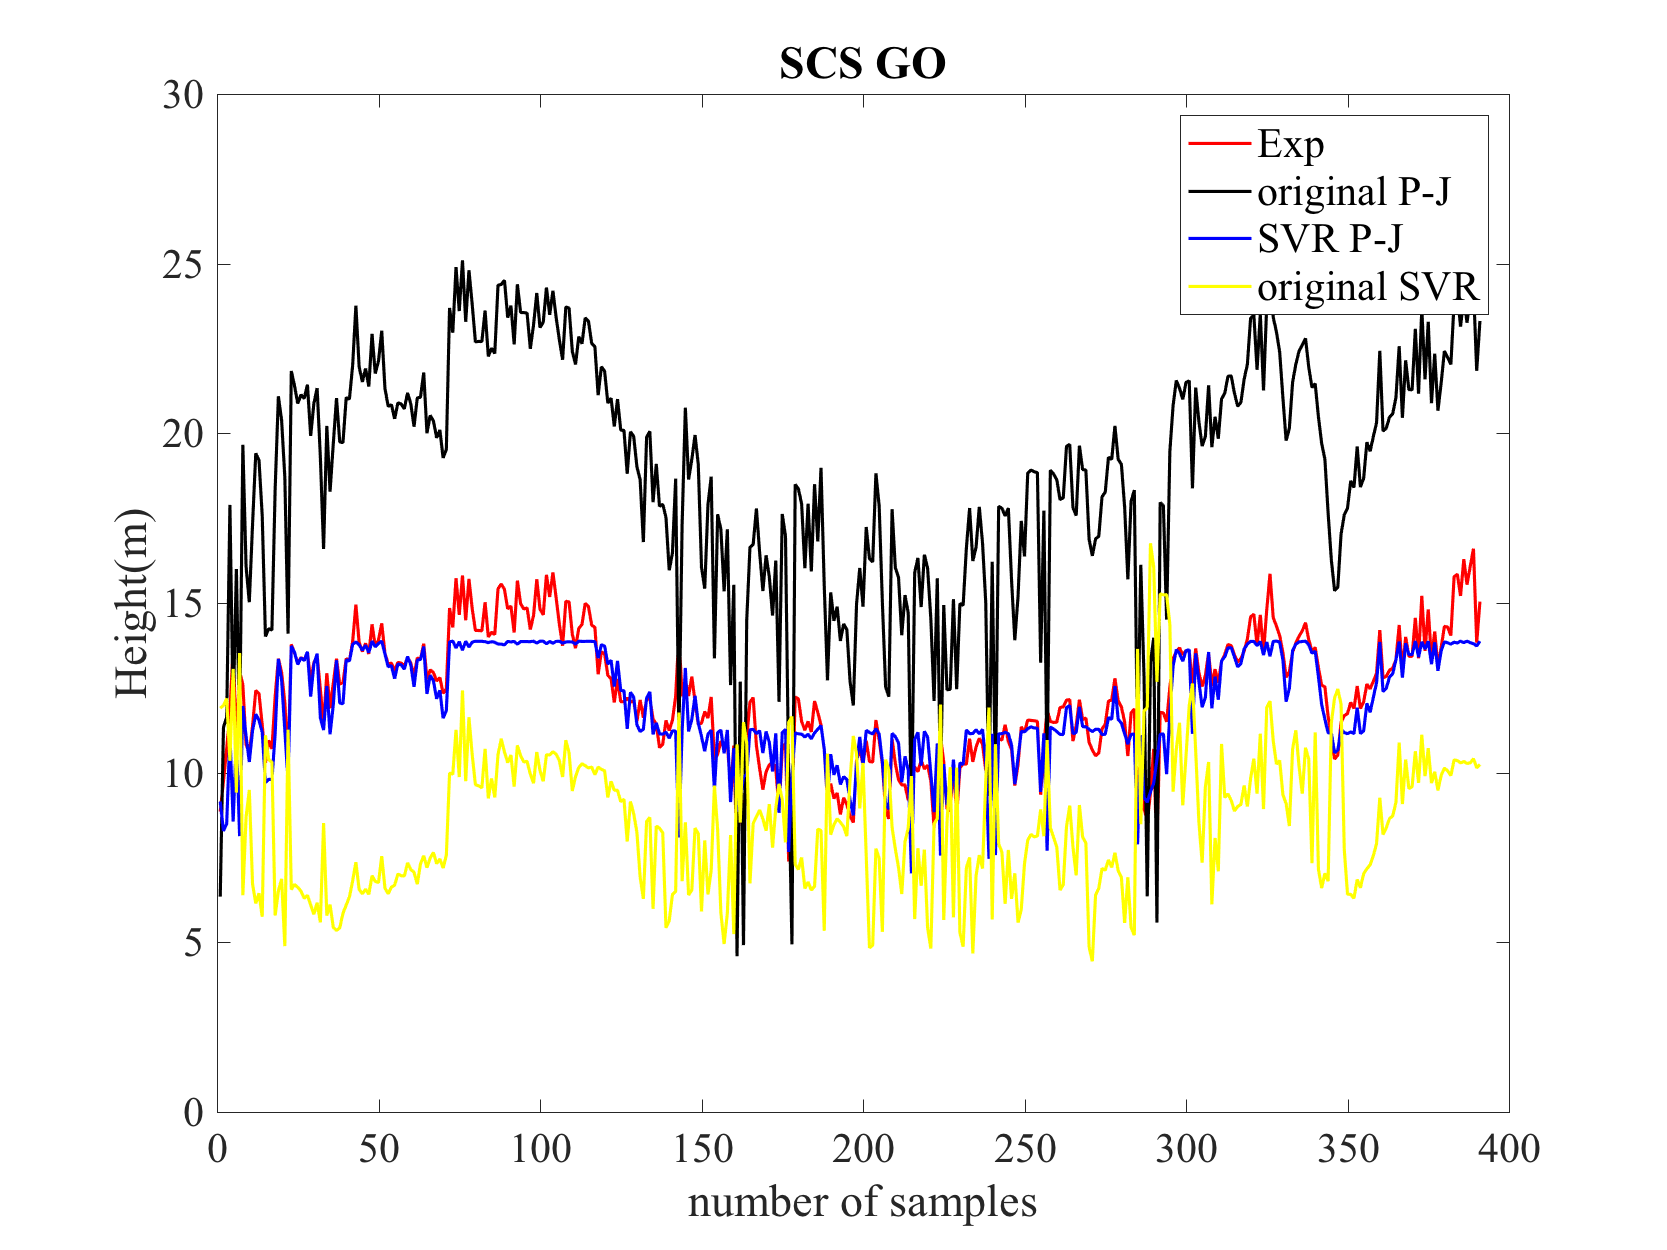 SCS GO
30
25
20
15
10
5
0
Height(m)
Exp
original P-J
SVR P-J
original SVR
0 50 100 150 200 250 300 350 400
number of samples